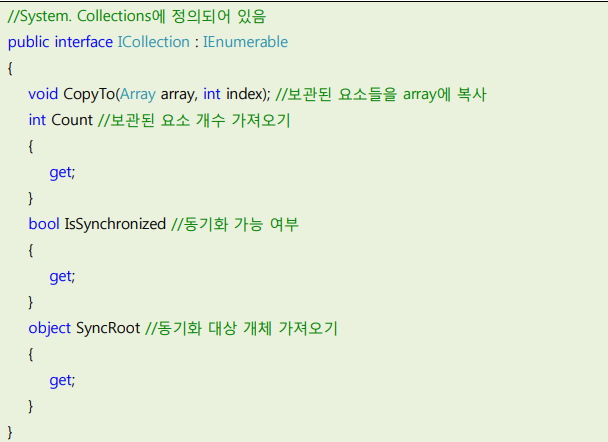 //System. Collections에 정의되어 있음
public interface ICollection : IEnumerable
{
void CopyTo(Array array, int index); //보관된 요소들을 array에 복사
int Count //보관된 요소 개수 가져오기
{
get;
}
bool IsSynchronized //동기화 가능 여부
{
get;
}
object SyncRoot //동기화 대상 개체 가져오기
{
get;
}
}